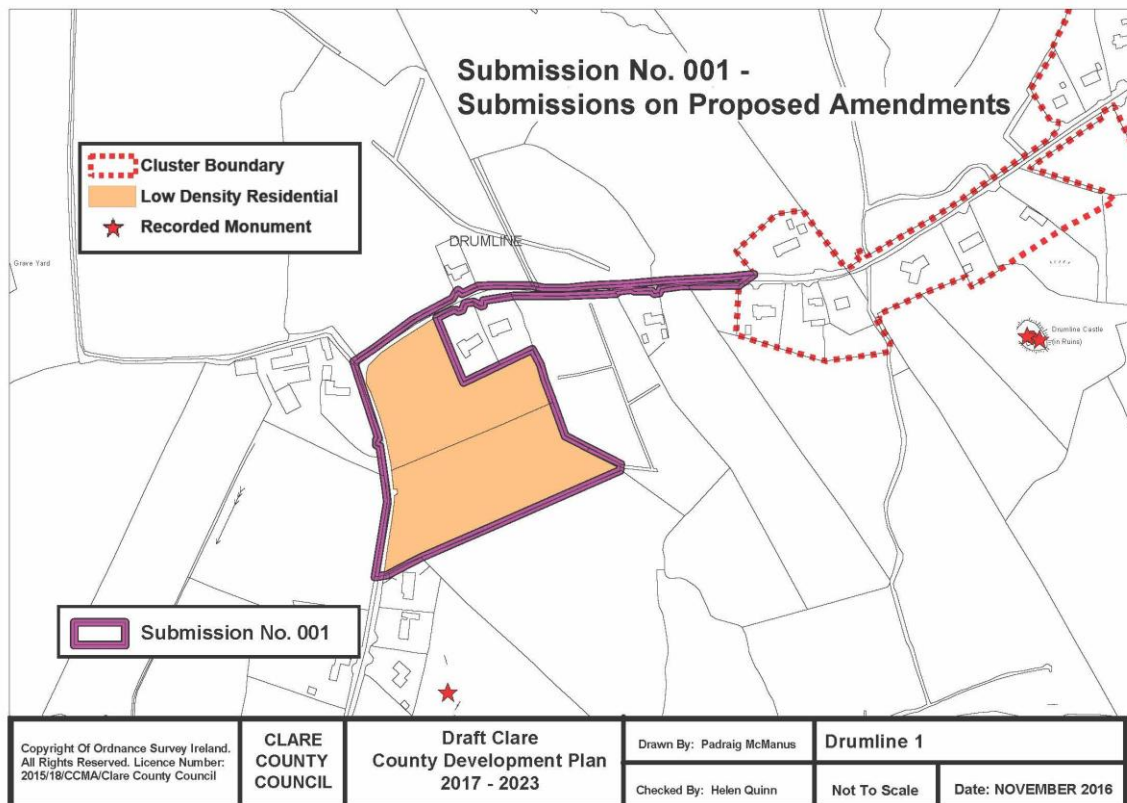 Submission No. 001 -
Submissions on Proposed Amendments
Cluster Boundary
Low Density Residential
Recorded Monument
DRUMLINE
Grave Yard
Drumline Castle
(in Ruins)
Submission No. 001
Copyright Of Ordnance Survey Ireland.
All Rights Reserved. Licence Number:
2015/18/CCMA/Clare County Council
CLARE
COUNTY
COUNCIL
Draft Clare
County Development Plan
2017 - 2023
Drawn By: Padraig McManus
Checked By: Helen Quinn
Drumline 1
Not To Scale
Date: NOVEMBER 2016